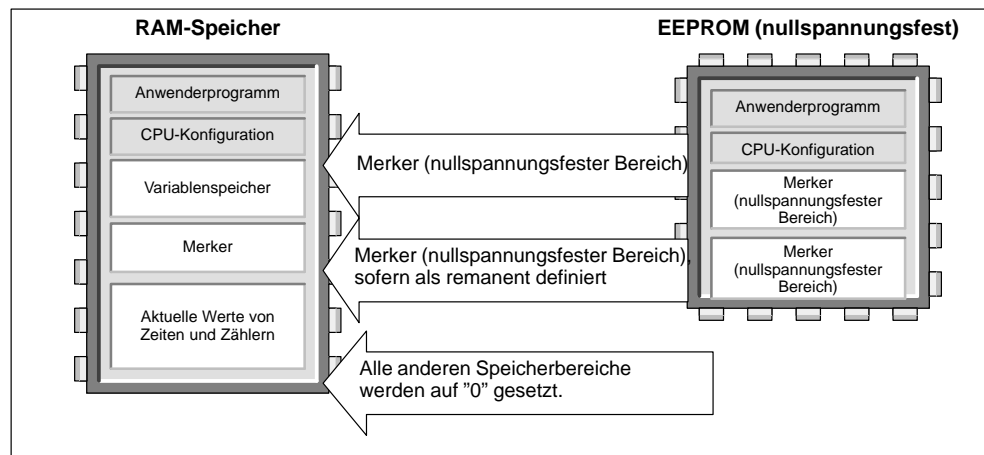 RAM-Speicher
EEPROM (nullspannungsfest)
Anwenderprogramm
CPU-Konfiguration
Variablenspeicher
Merker
Aktuelle Werte von
Zeiten und Zählern
Merker (nullspannungsfester Bereich)
Merker (nullspannungsfester Bereich),
sofern als remanent definiert
Alle anderen Speicherbereiche
werden auf ”0” gesetzt.
Anwenderprogramm
CPU-Konfiguration
Merker
(nullspannungsfester
Bereich)
Merker
(nullspannungsfester
Bereich)